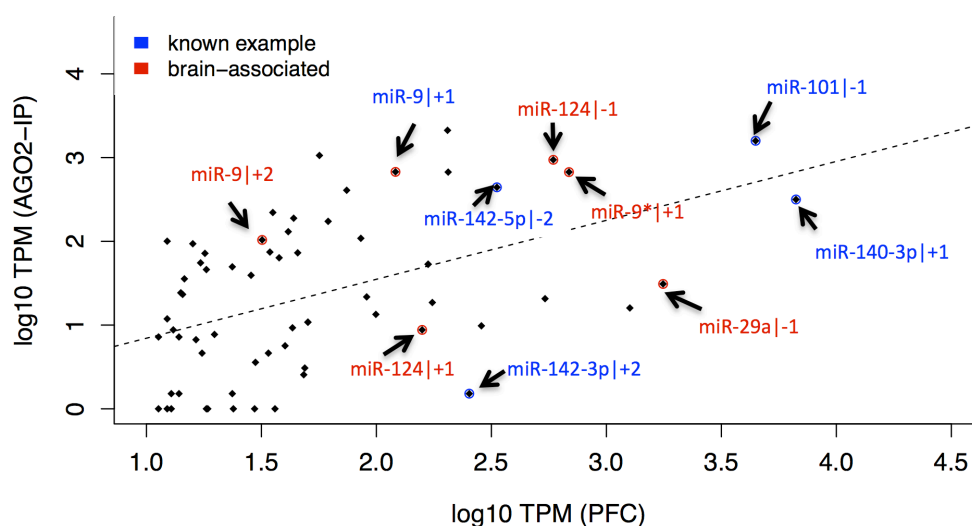 known example
brain-associated
miR-9|+1
miR-124|-1
miR-101|-1
miR-9|+2
miR-142-5p|-2
miR-9*|+1
miR-140-3p|+1
miR-29a|-1
miR-124|+1
miR-142-3p|+2
log10 TPM (AGO2−IP)
4
3
2
1
0
1.0 1.5 2.0 2.5 3.0 3.5 4.0 4.5
log10 TPM (PFC)